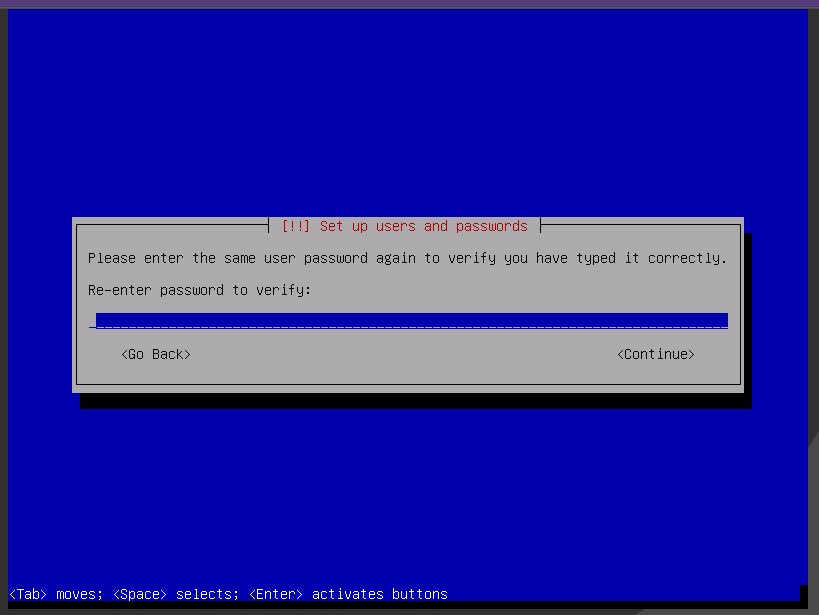 [!!] Set up users and passwords
Please enter the same user password again to verify you have typed it correctly.
Re-enter password to verify:
<Go Back> <Continue>
<Tab> moves; <Space> selects; <Enter> activates buttons